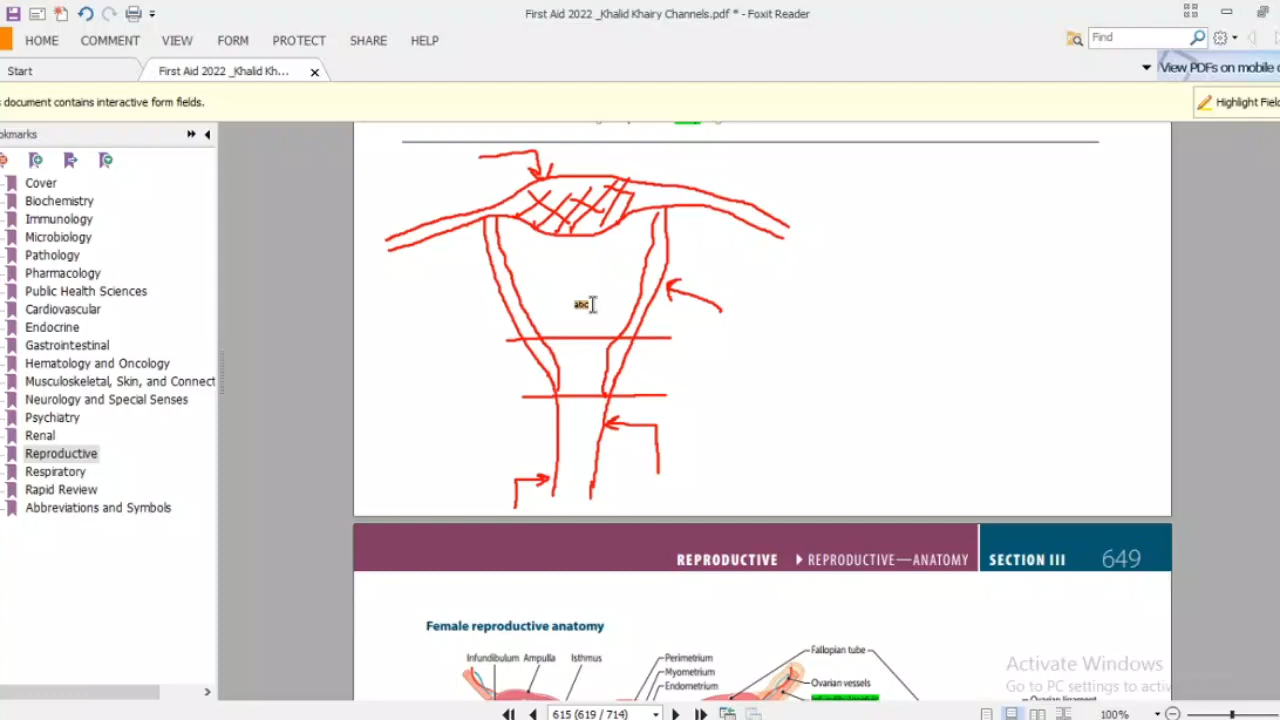 First Aid 2022 _Khalid Khairy Channels.pdf * - Foxit Reader
HOME COMMENT VIEW FORM PROTECT SHARE HELP
Find
Start
First Aid 2022 _Khalid Kh...
View PDFs on mobile
document contains interactive form fields.
Highlight Fiel
okmarks
Cover
Biochemistry
Immunology
Microbiology
Pathology
Pharmacology
Public Health Sciences
Cardiovascular
Endocrine
Gastrointestinal
Hematology and Oncology
Musculoskeletal, Skin, and Connect
Neurology and Special Senses
Psychiatry
Renal
Reproductive
Respiratory
Rapid Review
Abbreviations and Symbols
abc
REPRODUCTIVE REPRODUCTIVE—ANATOMY SECTION III 649
Female reproductive anatomy
Infundibulum Ampulla Isthmus
Perimetrium
Myometrium
Endometrium
Fallopian tube
Ovarian vessels
Ovarian ligament
Activate Windows
Go to PC settings to activ
615 (619 / 714)
100%